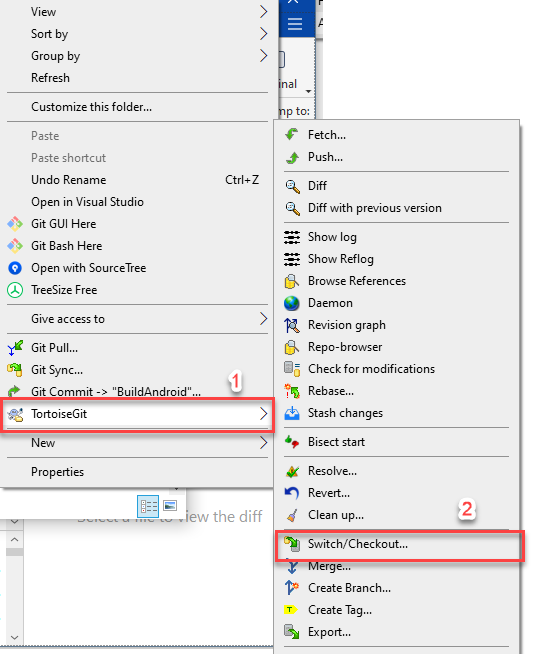 View
Sort by
Group by
Refresh
Customize this folder...
Paste
Paste shortcut
Undo Rename Ctrl+Z
Open in Visual Studio
Git GUI Here
Git Bash Here
Open with SourceTree
TreeSize Free
Give access to
Git Pull...
Git Sync...
Git Commit -> "BuildAndroid"...
1
TortoiseGit
New
Properties
Select a file to view the diff
inal
mp to:
Fetch...
Push...
Diff
Diff with previous version
Show log
Show Reflog
Browse References
Daemon
Revision graph
Repo-browser
Check for modifications
Rebase...
Stash changes
Bisect start
Resolve...
Revert...
Clean up...
2
Switch/Checkout...
Merge...
Create Branch...
Create Tag...
Export...